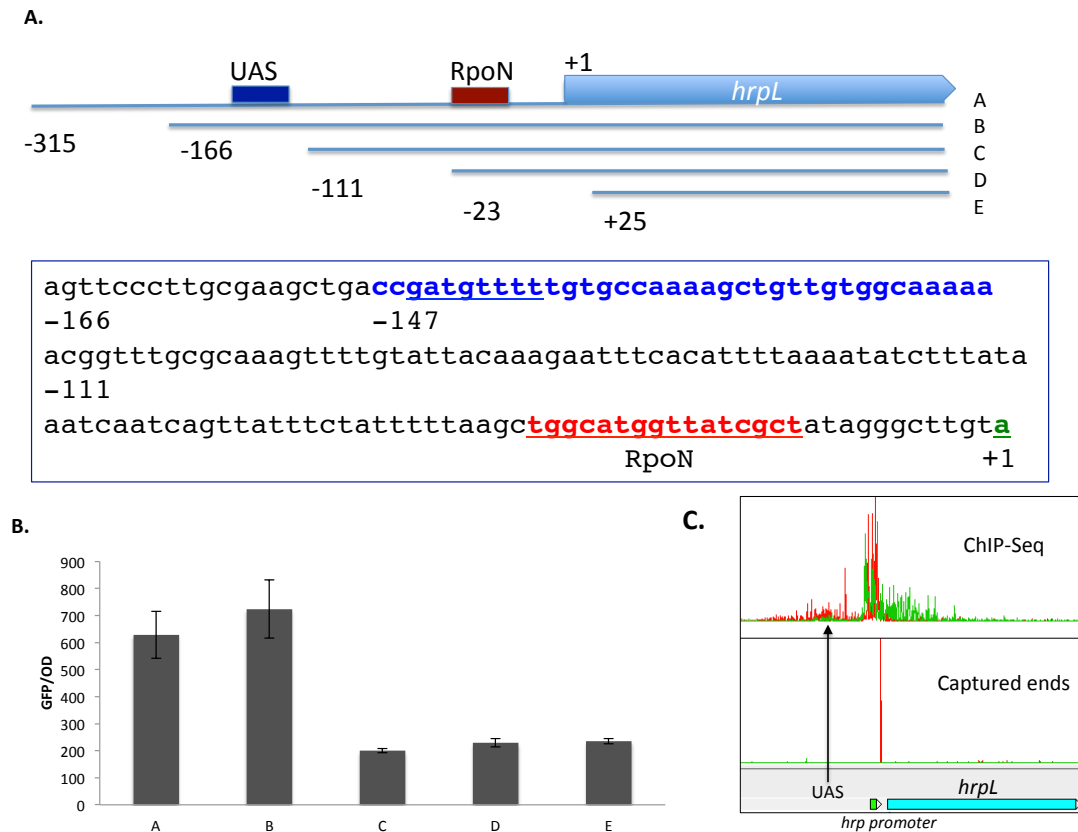 A.
UAS
RpoN
+1
hrpL
A
B
C
D
E
-315
-166
-111
-23
+25
agttcccttgcgaagctgaccgatgtttttgtgccaaaagctgttgtggcaaaaa
-166
-147
acggtttgcgcaaagttttgtattacaaagaatttcacattttaaaatatctttata
-111
aatcaatcagttatttctatttttaagctggcatggttatcgctatagggcttgta
RpoN
+1
B.
GFP/OD
900
800
700
600
500
400
300
200
100
0
A
B
C
D
E
C.
ChIP-Seq
Captured ends
UAS
hrpL
hrp promoter